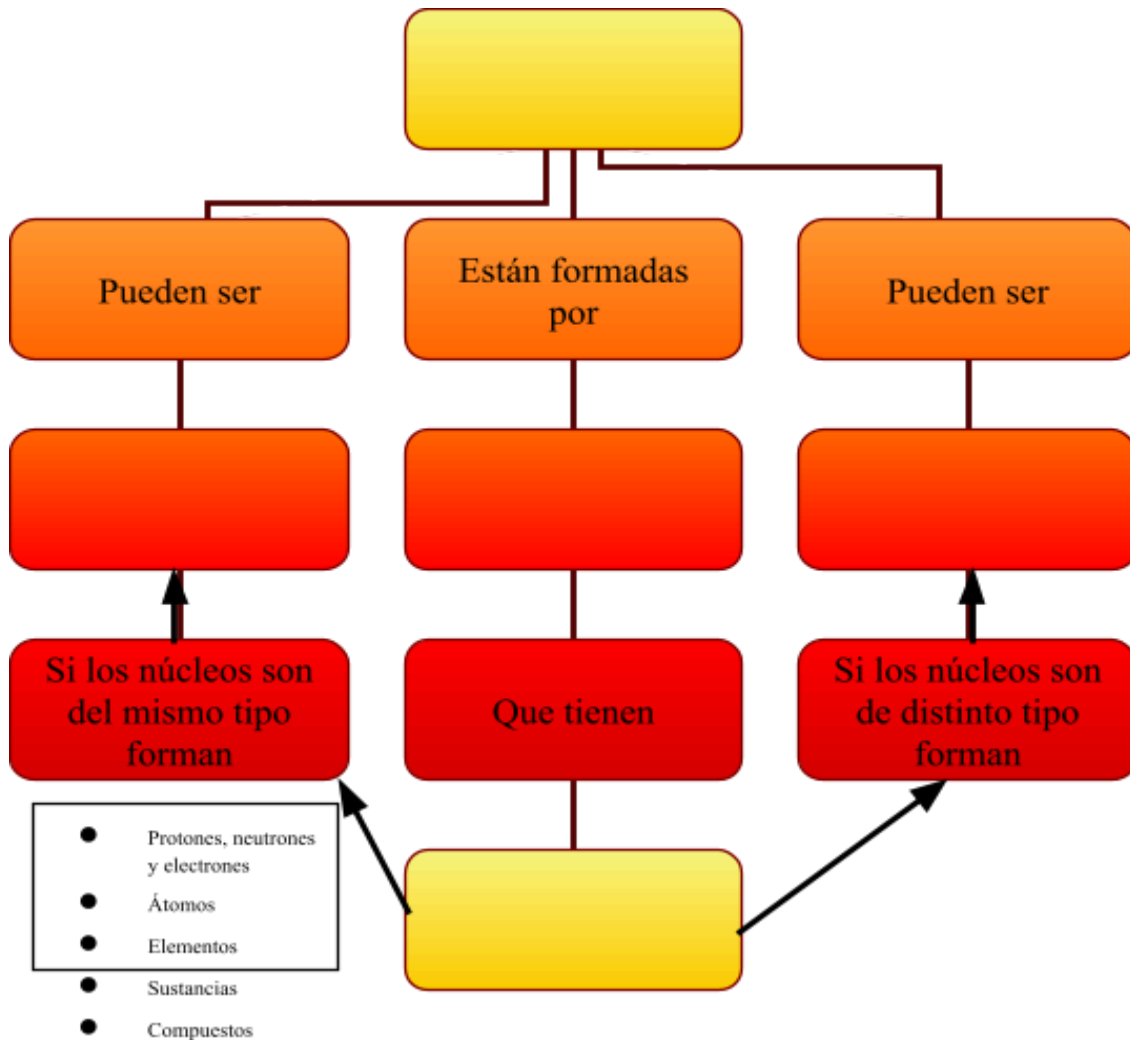 Pueden ser
Están formadas
por
Pueden ser
Si los núcleos son
del mismo tipo
forman
Que tienen
Si los núcleos son
de distinto tipo
forman
Protones, neutrones
y electrones
Átomos
Elementos
Sustancias
Compuestos